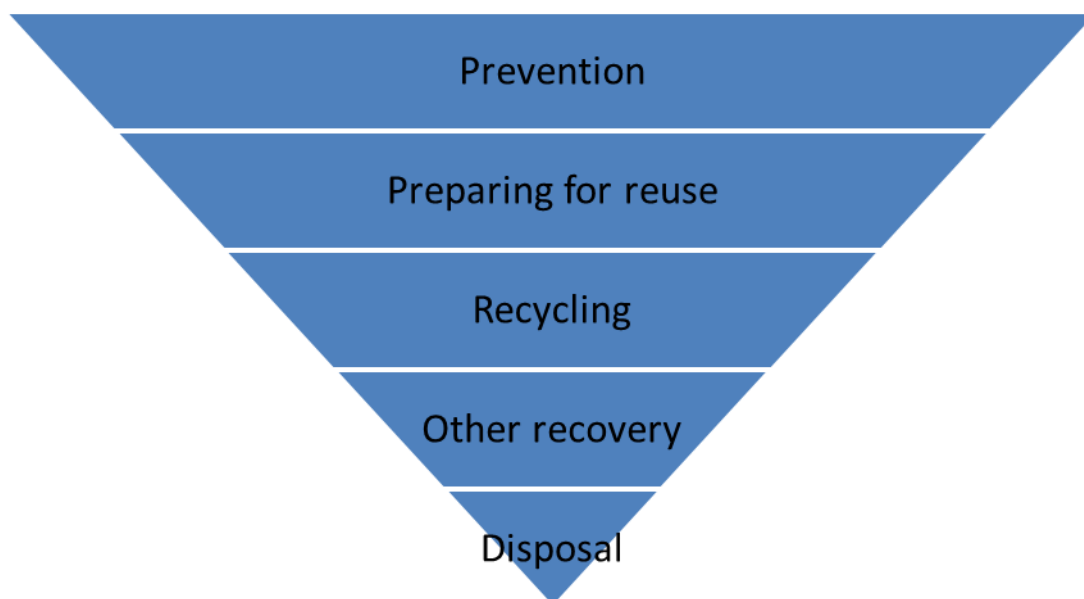 Prevention
Preparing for reuse
Recycling
Other recovery
Disposal